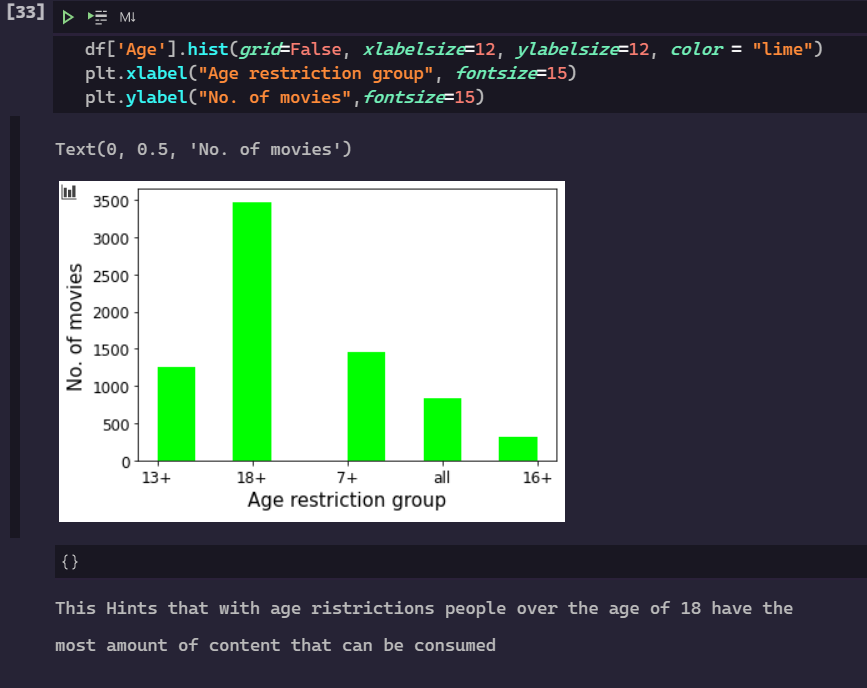 [33]
M↓
df['Age'].hist(grid=False, xlabelsize=12, ylabelsize=12, color = "lime")
plt.xlabel("Age restriction group", fontsize=15)
plt.ylabel("No. of movies",fontsize=15)
Text(0, 0.5, 'No. of movies')
No. of movies
3500
3000
2500
2000
1500
1000
500
0
13+ 18+ 7+ all 16+
Age restriction group
{}
This Hints that with age ristrictions people over the age of 18 have the
most amount of content that can be consumed